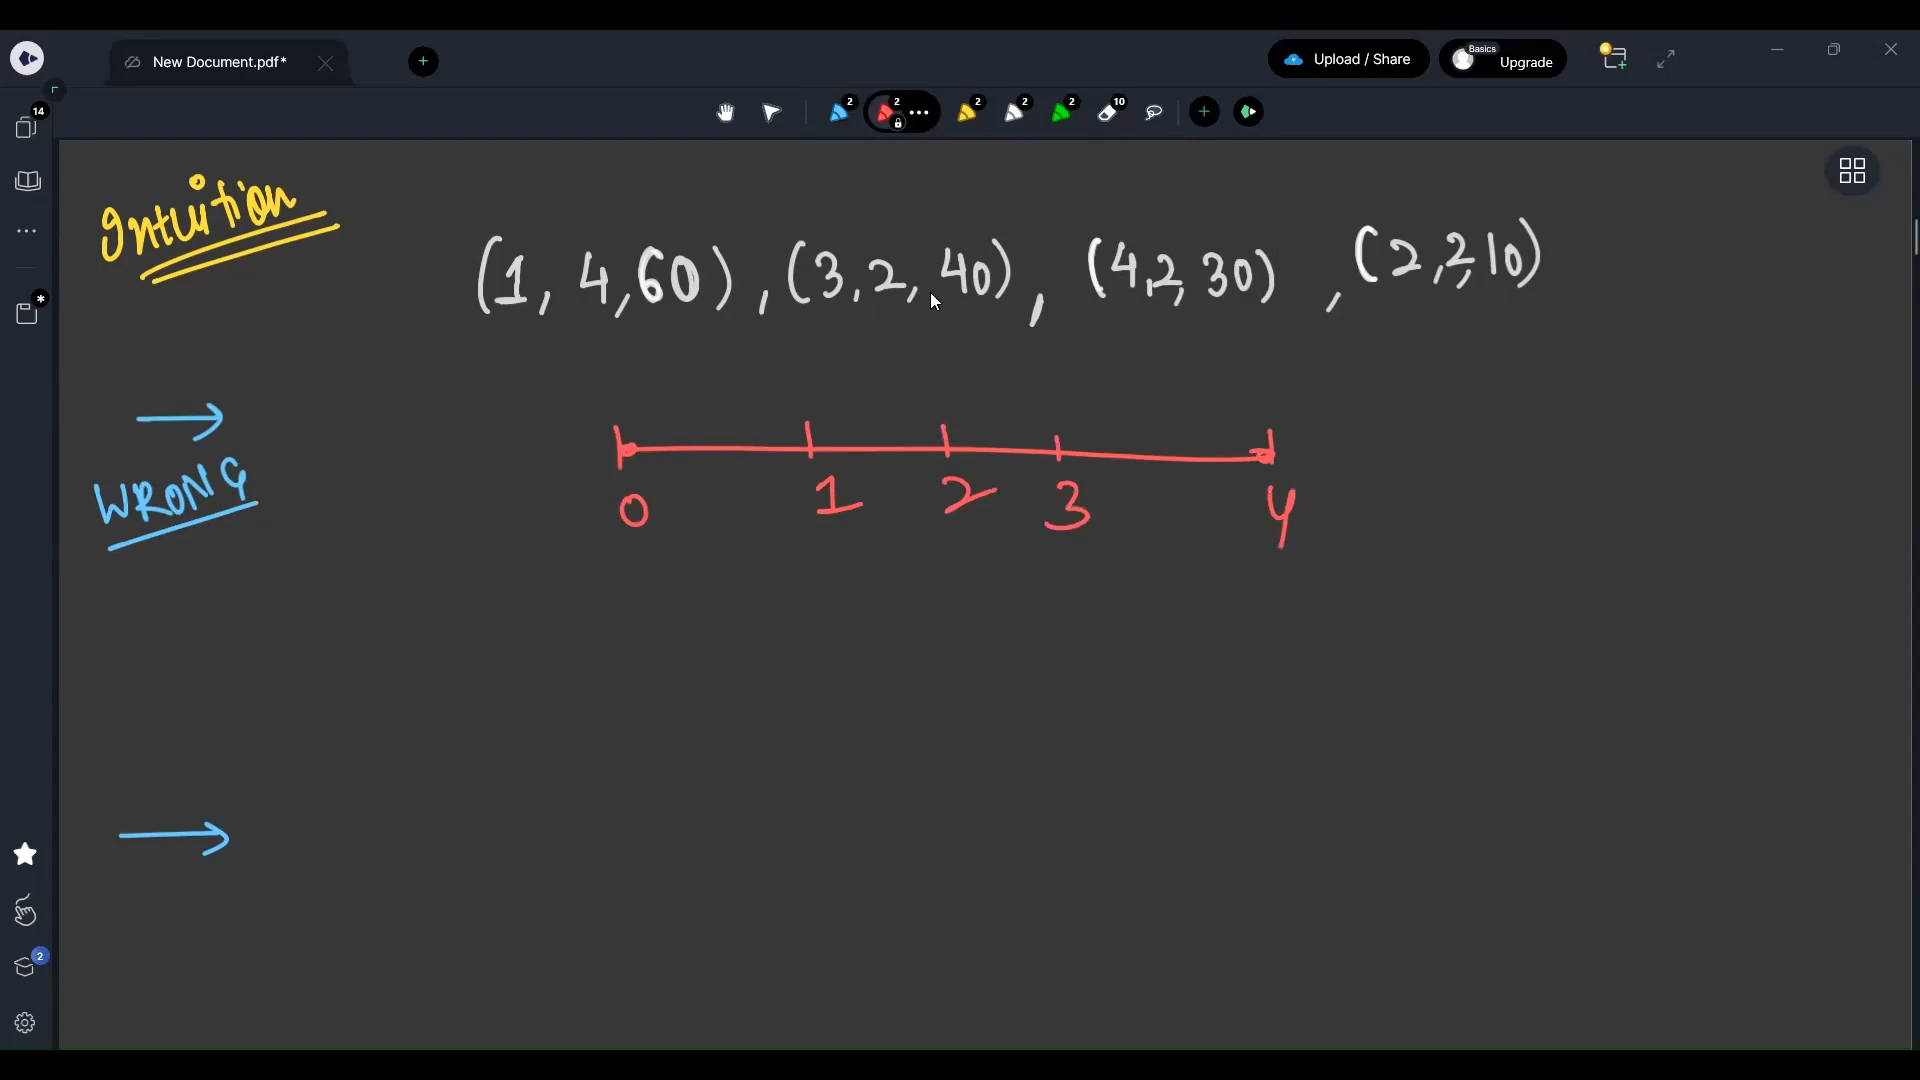 New Document.pdf*
Upload / Share
Basics
Upgrade
14
2
2
2
2
2
10
Intuition
(1, 4, 60), (3, 2, 40), (4, 2, 30), (2, 2, 10)
WRONG
0 1 2 3 4
2